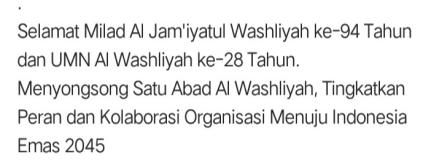 .
Selamat Milad Al Jam'iyatul Washliyah ke-94 Tahun
dan UMN Al Washliyah ke-28 Tahun.
Menyongsong Satu Abad Al Washliyah, Tingkatkan
Peran dan Kolaborasi Organisasi Menuju Indonesia
Emas 2045